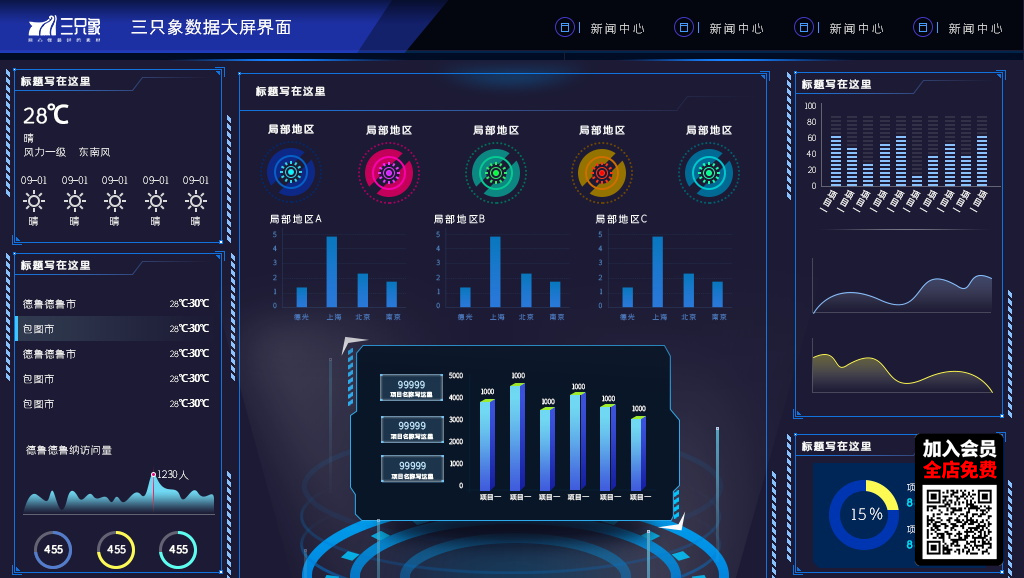 三只象
三只象数据大屏界面
新闻中心
新闻中心
新闻中心
新闻中心
标题写在这里
28℃
晴
风力一级 东南风
09-01 09-01 09-01 09-01 09-01
晴 晴 晴 晴 晴
标题写在这里
德鲁德鲁市 28℃-30℃
包图市 28℃-30℃
德鲁德鲁市 28℃-30℃
包图市 28℃-30℃
包图市 28℃-30℃
德鲁德鲁纳访问量
1230人
455 455 455
标题写在这里
局部地区 局部地区 局部地区 局部地区 局部地区
局部地区A
5
4
3
2
1
0
德光 上海 北京 南京
局部地区B
5
4
3
2
1
0
德光 上海 北京 南京
局部地区C
5
4
3
2
1
0
德光 上海 北京 南京
99999
项目名称写这里
99999
项目名称写这里
99999
项目名称写这里
5000
4000
3000
2000
1000
0
1000 1000 1000 1000 1000 1000
项目一 项目一 项目一 项目一 项目一 项目一
标题写在这里
100
80
60
40
20
0
项目一 项目一 项目一 项目一 项目一 项目一 项目一 项目一 项目一 项目一
标题写在这里
15%
项
8
项
8
加入会员
全店免费